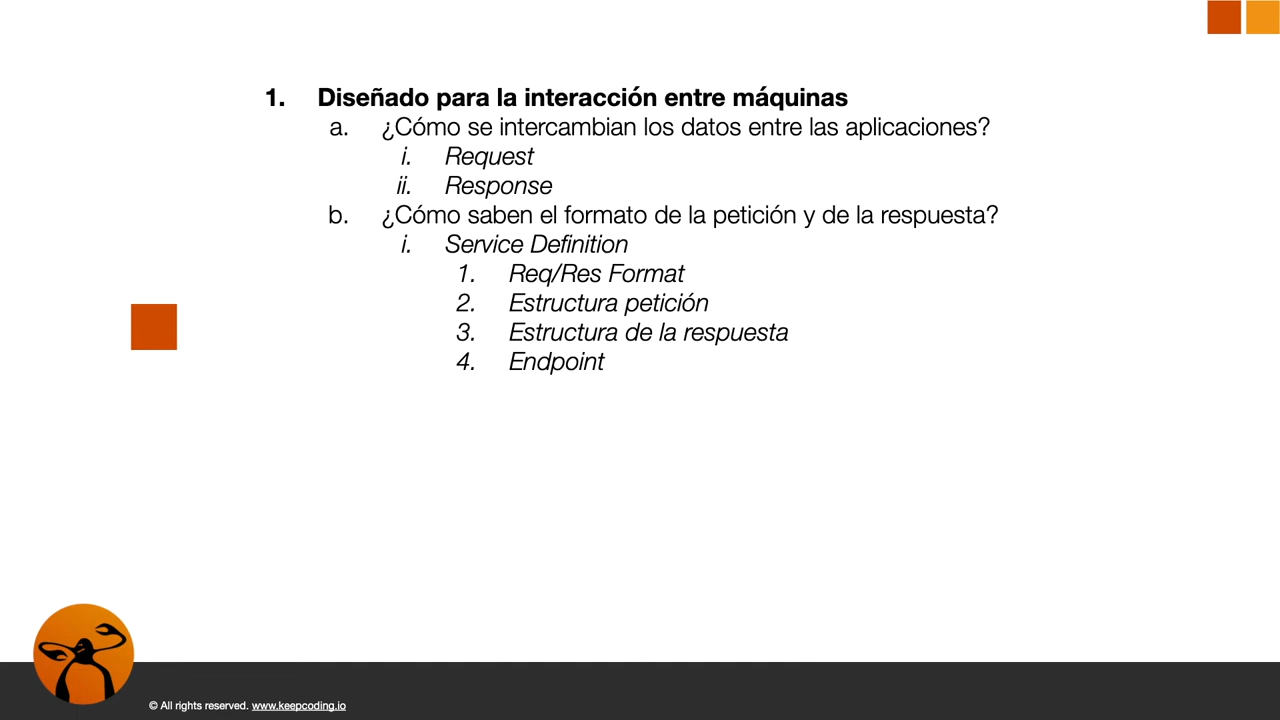 1. Diseñado para la interacción entre máquinas
a. ¿Cómo se intercambian los datos entre las aplicaciones?
i. Request
ii. Response
b. ¿Cómo saben el formato de la petición y de la respuesta?
i. Service Definition
1. Req/Res Format
2. Estructura petición
3. Estructura de la respuesta
4. Endpoint
© All rights reserved. www.keepcoding.io